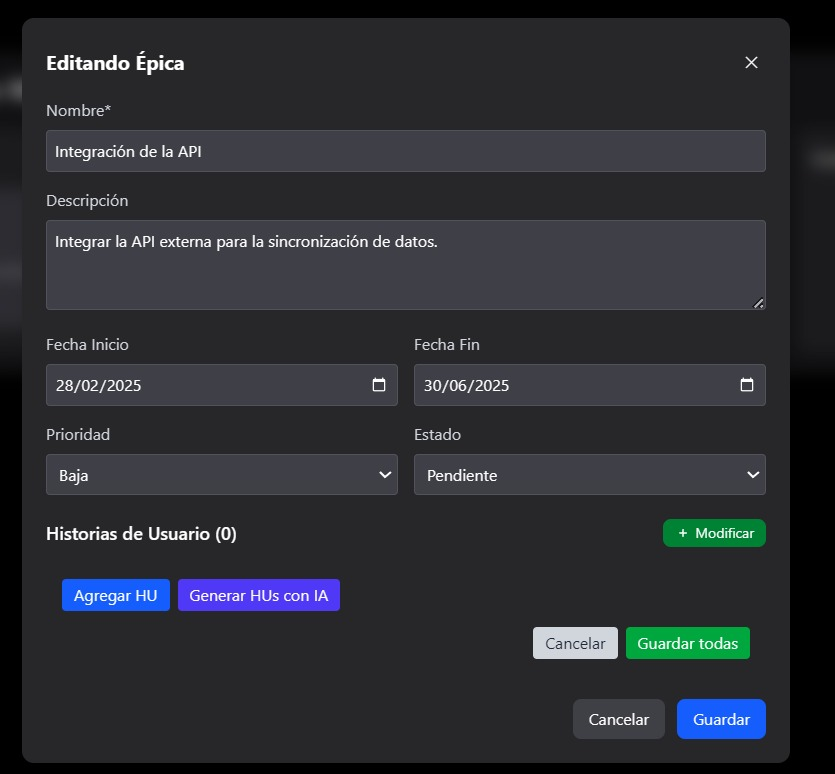 Editando Épica
Nombre*
Integración de la API
Descripción
Integrar la API externa para la sincronización de datos.
Fecha Inicio
Fecha Fin
28/02/2025
30/06/2025
Prioridad
Estado
Baja
Pendiente
Historias de Usuario (0)
+ Modificar
Agregar HU
Generar HUs con IA
Cancelar
Guardar todas
Cancelar
Guardar